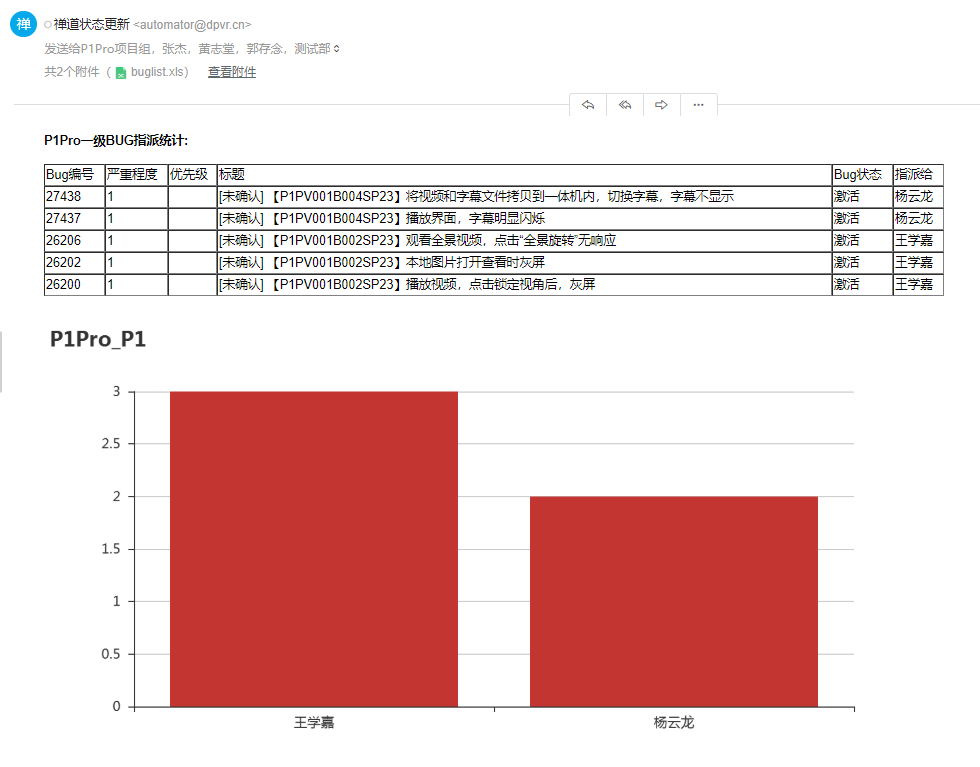 禅 禅道状态更新 <automator@dpvr.cn>
发送给P1Pro项目组，张杰，黄志堂，郭存念，测试部
共2个附件（ buglist.xls） 查看附件
P1Pro一级BUG指派统计:
Bug编号 严重程度 优先级 标题 Bug状态 指派给
27438 1 [未确认] 【P1PV001B004SP23】将视频和字幕文件拷贝到一体机内，切换字幕，字幕不显示 激活 杨云龙
27437 1 [未确认] 【P1PV001B004SP23】播放界面，字幕明显闪烁 激活 杨云龙
26206 1 [未确认] 【P1PV001B002SP23】观看全景视频，点击“全景旋转”无响应 激活 王学嘉
26202 1 [未确认] 【P1PV001B002SP23】本地图片打开查看时灰屏 激活 王学嘉
26200 1 [未确认] 【P1PV001B002SP23】播放视频，点击锁定视角后，灰屏 激活 王学嘉
P1Pro_P1
3
2.5
2
1.5
1
0.5
0
王学嘉 杨云龙